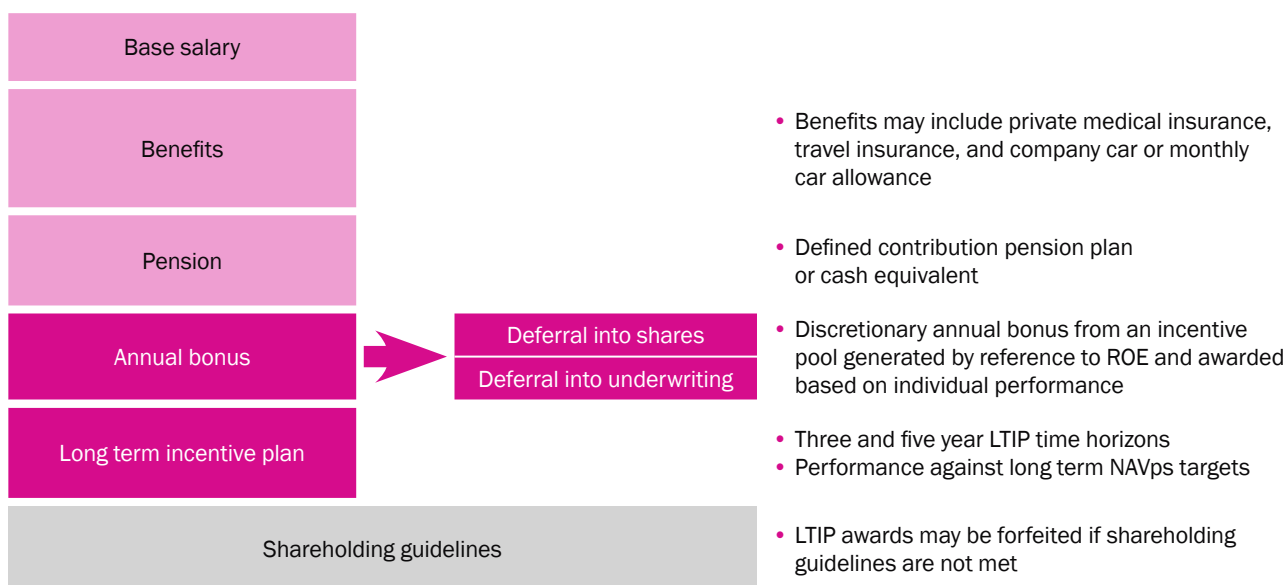 Base salary
Benefits
• Benefits may include private medical insurance,
travel insurance, and company car or monthly
car allowance
Pension
• Defined contribution pension plan
or cash equivalent
Annual bonus
Deferral into shares
Deferral into underwriting
• Discretionary annual bonus from an incentive
pool generated by reference to ROE and awarded
based on individual performance
Long term incentive plan
• Three and five year LTIP time horizons
• Performance against long term NAVps targets
Shareholding guidelines
• LTIP awards may be forfeited if shareholding
guidelines are not met